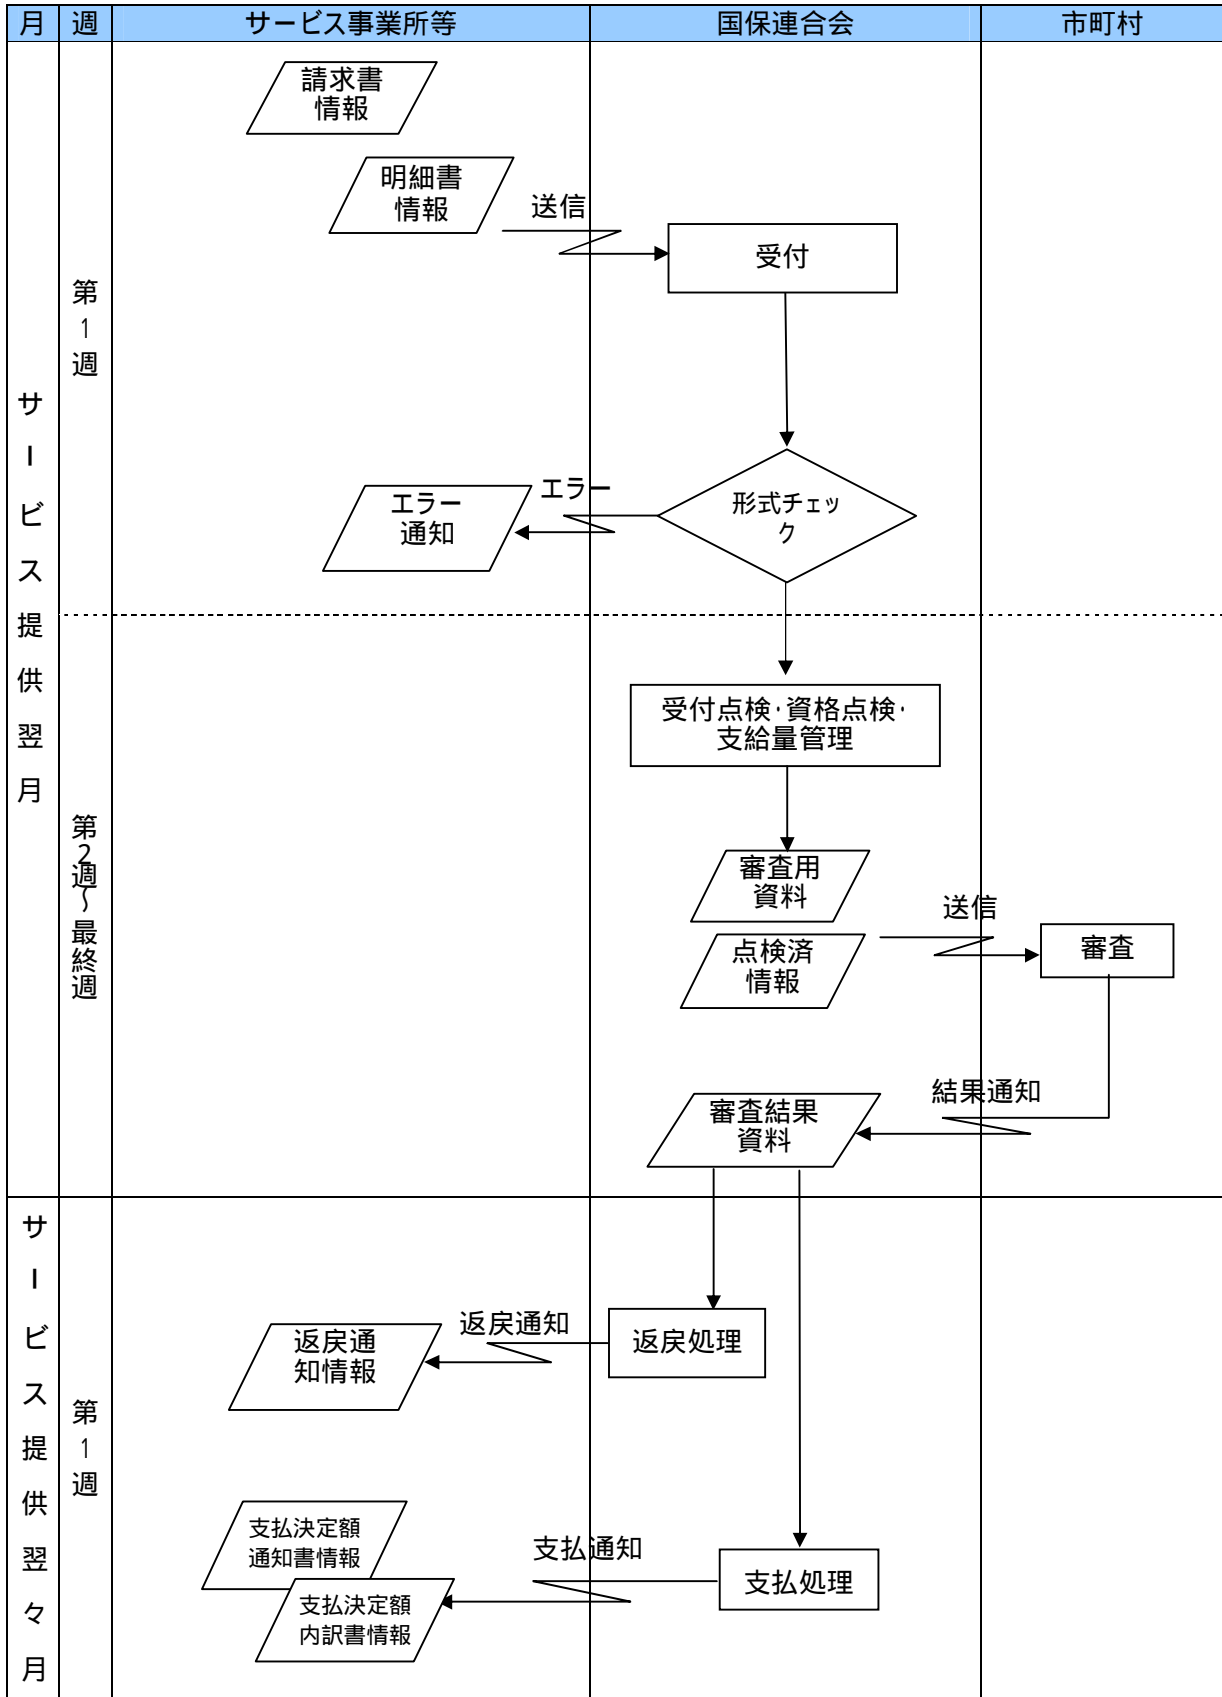 月 週 サービス事業所等 国保連合会 市町村
サービス提供翌月
第1週
請求書
情報
明細書
情報
送信
受付
形式チェッ
ク
エラー
エラー
通知
第2週～最終週
受付点検・資格点検・
支給量管理
審査用
資料
点検済
情報
送信
審査
結果通知
審査結果
資料
サービス提供翌々月
第1週
返戻処理
返戻通知
返戻通
知情報
支払処理
支払通知
支払決定額
通知書情報
支払決定額
内訳書情報